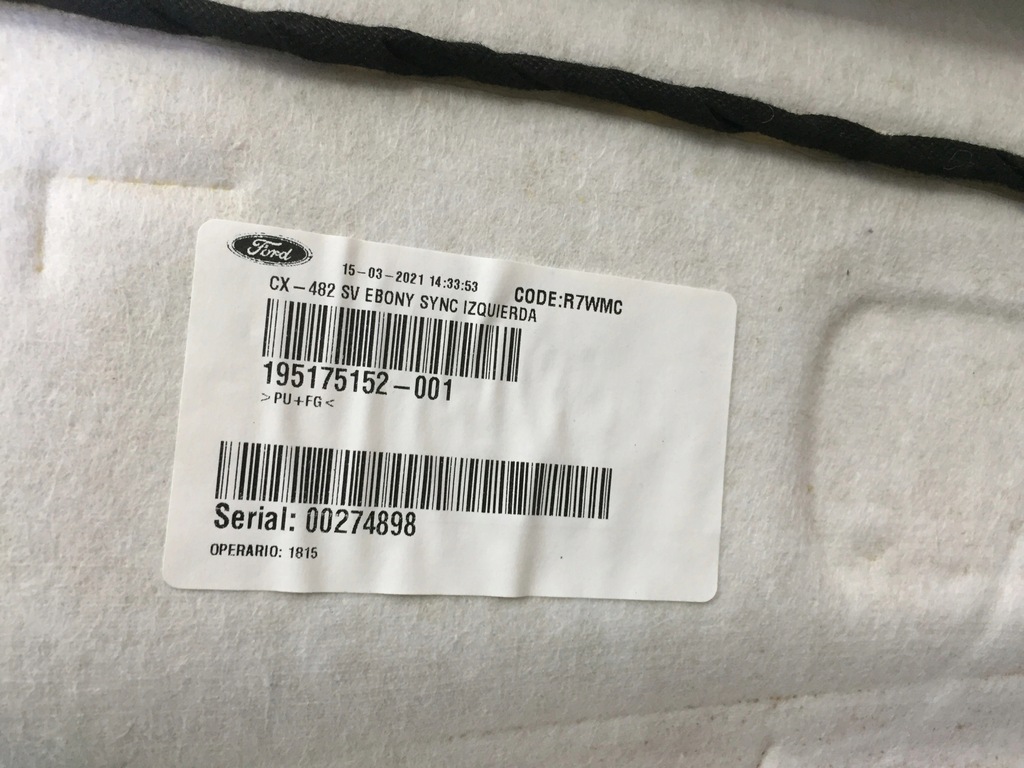 Ford
15-03-2021 14:33:53
CODE:R7WMC
CX-482 SV EBONY SYNC IZQUIERDA
195175152-001
>PU+FG<
Serial: 00274898
OPERARIO: 1815